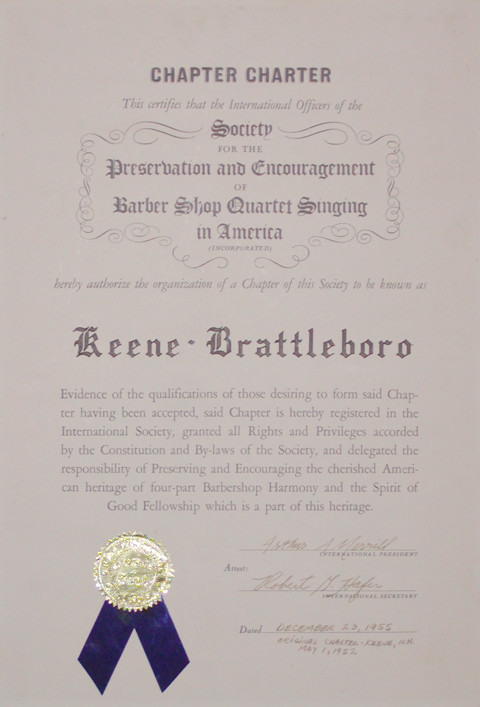 CHAPTER CHARTER
This certifies that the International Officers of the
Society
FOR THE
Preservation and Encouragement
OF
Barber Shop Quartet Singing
in America
(INCORPORATED)
hereby authorize the organization of a Chapter of this Society to be known as
Keene - Brattleboro
Evidence of the qualifications of those desiring to form said Chap-
ter having been accepted, said Chapter is hereby registered in the
International Society, granted all Rights and Privileges accorded
by the Constitution and By-laws of the Society, and delegated the
responsibility of Preserving and Encouraging the cherished Ameri-
can heritage of four-part Barbershop Harmony and the Spirit of
Good Fellowship which is a part of this heritage.
Arthur A Merrill
INTERNATIONAL PRESIDENT
Attest:
Robert G Hafer
INTERNATIONAL SECRETARY
Dated DECEMBER 23, 1955
ORIGINAL CHARTER - KEENE, N.H.
MAY 1, 1952